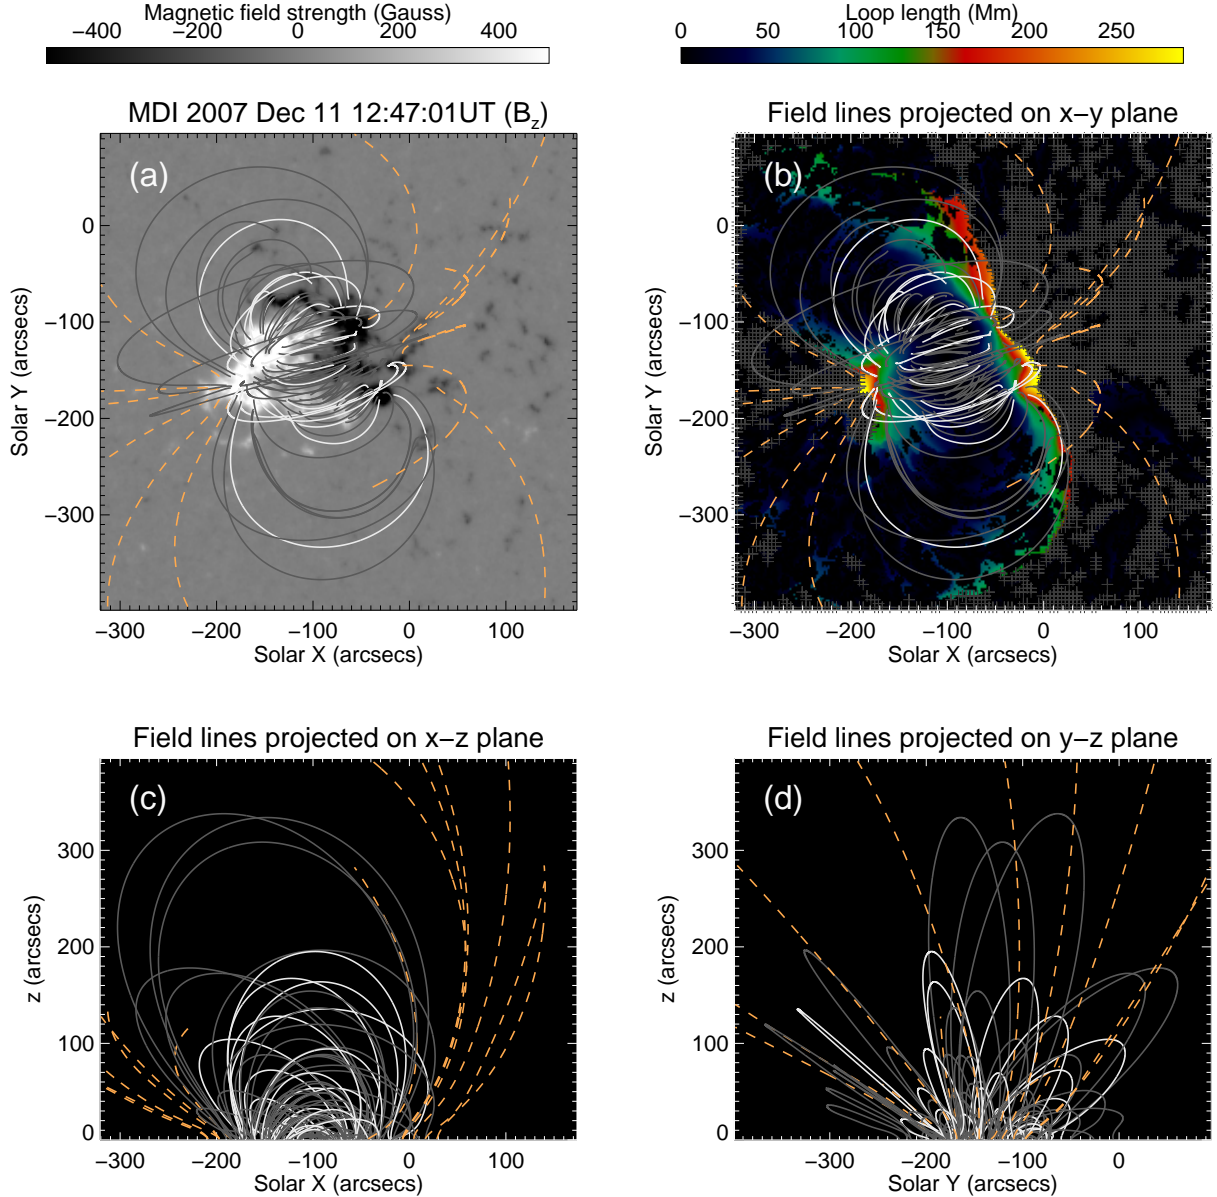 Magnetic field strength (Gauss)
−400 −200 0 200 400
Loop length (Mm)
0 50 100 150 200 250
MDI 2007 Dec 11 12:47:01UT (Bz)
(a)
0
−100
−200
−300
Solar Y (arcsecs)
−300 −200 −100 0 100
Solar X (arcsecs)
Field lines projected on x−y plane
(b)
0
−100
−200
−300
Solar Y (arcsecs)
−300 −200 −100 0 100
Solar X (arcsecs)
Field lines projected on x−z plane
(c)
300
200
100
0
z (arcsecs)
−300 −200 −100 0 100
Solar X (arcsecs)
Field lines projected on y−z plane
(d)
300
200
100
0
z (arcsecs)
−300 −200 −100 0
Solar Y (arcsecs)